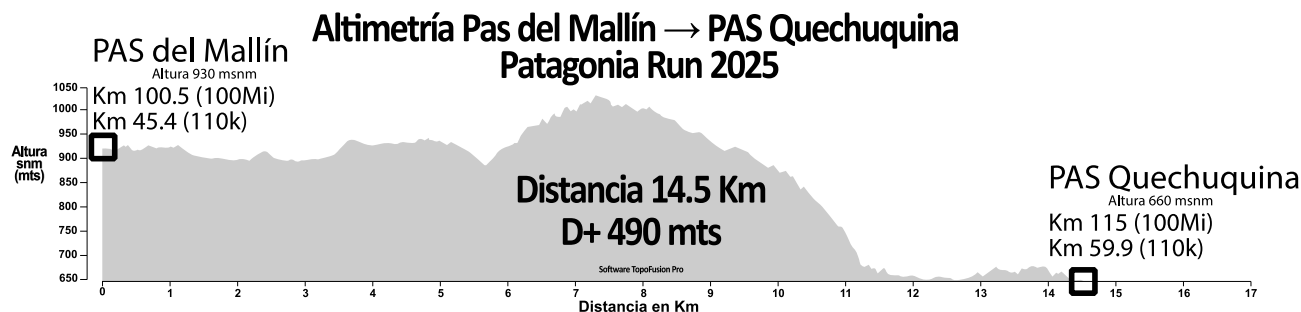 Altimetría Pas del Mallín → PAS Quechuquina
Patagonia Run 2025
PAS del Mallín
Altura 930 msnm
Km 100.5 (100Mi)
Km 45.4 (110k)
Altura
snm
(mts)
1050
1000
950
900
850
800
750
700
650
Distancia 14.5 Km
D+ 490 mts
Software TopoFusion Pro
PAS Quechuquina
Altura 660 msnm
Km 115 (100Mi)
Km 59.9 (110k)
0 1 2 3 4 5 6 7 8 9 10 11 12 13 14 15 16 17
Distancia en Km